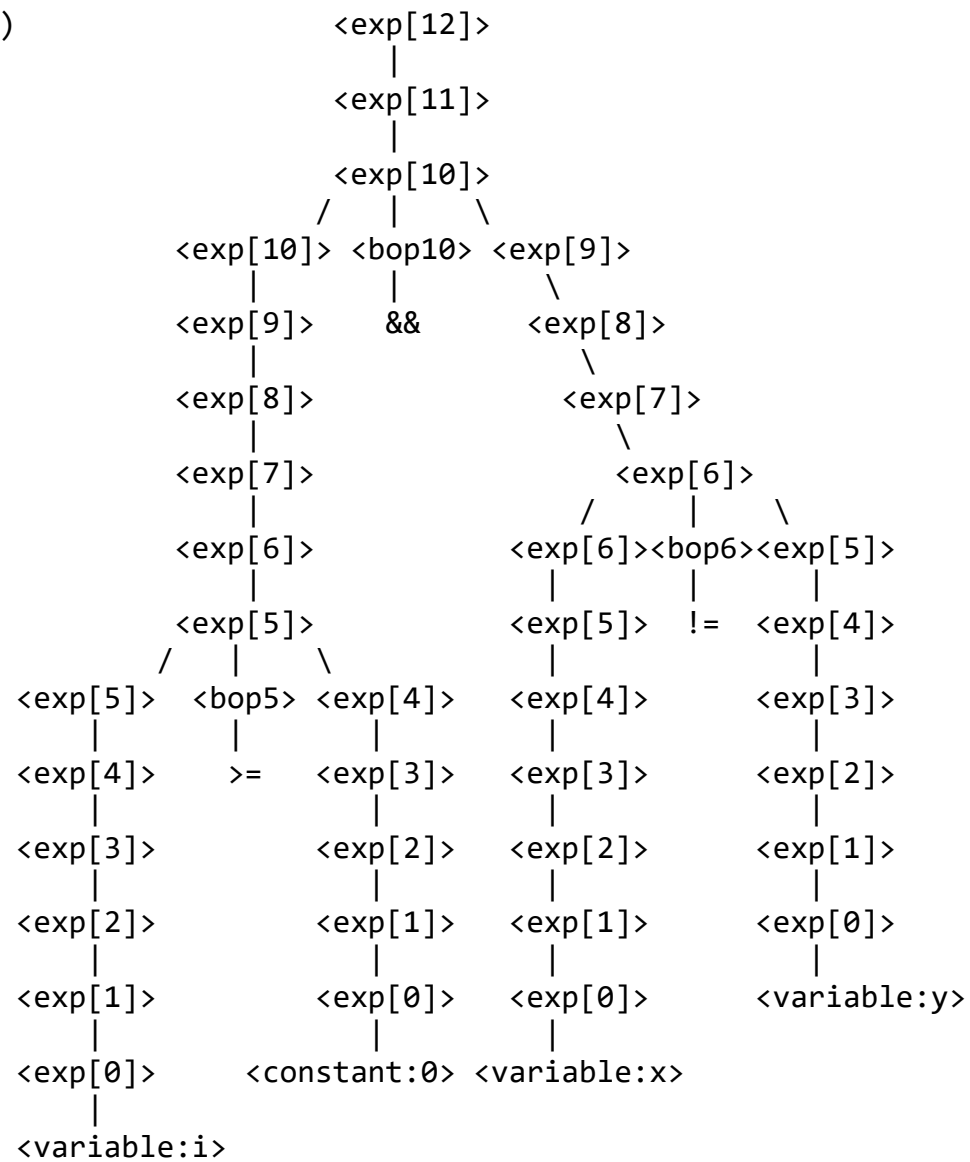 ) <exp[12]>
|
<exp[11]>
|
<exp[10]>
/ | \
<exp[10]> <bop10> <exp[9]>
| | \
<exp[9]> && <exp[8]>
| \
<exp[8]> <exp[7]>
| \
<exp[7]> <exp[6]>
| / | \
<exp[6]> <exp[6]><bop6><exp[5]>
| | | |
<exp[5]> <exp[5]> != <exp[4]>
/ | \ | |
<exp[5]> <bop5> <exp[4]> <exp[4]> <exp[3]>
| | | | |
<exp[4]> >= <exp[3]> <exp[3]> <exp[2]>
| | | |
<exp[3]> <exp[2]> <exp[2]> <exp[1]>
| | | |
<exp[2]> <exp[1]> <exp[1]> <exp[0]>
| | | |
<exp[1]> <exp[0]> <exp[0]> <variable:y>
| | |
<exp[0]> <constant:0> <variable:x>
|
<variable:i>